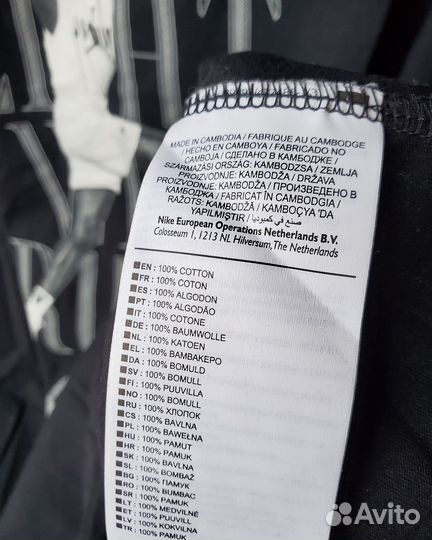 MADE IN CAMBODIA / FABRIQUE AU CAMBODGE
/ HECHO EN CAMBOYA / FABRICADO NO
CAMBOJA / СДЕЛАНО В КАМБОДЖЕ /
SZÁRMAZÁSI ORSZÁG: KAMBODZSA / ZEMLJA
PROIZVODNJE: KAMBODŽA / DRŽAVA
PROIZVODNJE: KAMBODŽA / ПРОИЗВЕДЕНО В
КАМБОДЖА / FABRICAT ÎN CAMBODGIA /
RAŽOTS: KAMBODŽĀ / KAMBOÇYA 'DA
YAPILMIŞTIR / صنع في كمبوديا
Nike European Operations Netherlands B.V.
Colosseum 1, 1213 NL Hilversum, The Netherlands
EN : 100% COTTON
FR : 100% COTON
ES : 100% ALGODON
PT : 100% ALGODÃO
IT : 100% COTONE
DE : 100% BAUMWOLLE
NL : 100% KATOEN
EL : 100% ΒΑΜΒΑΚΕΡΟ
DA : 100% BOMULD
SV : 100% BOMULL
FI : 100% PUUVILLA
NO : 100% BOMULL
RU : 100% ХЛОПОК
CS : 100% BAVLNA
PL : 100% BAWEŁNA
HU : 100% PAMUT
HR : 100% PAMUK
SK : 100% BAVLNA
SL : 100% BOMBAŽ
BG : 100% ПАМУК
RO : 100% BUMBAC
SR : 100% PAMUK
LT : 100% MEDVILNE
ET : 100% PUUVILL
LV : 100% KOKVILNA
TR : 100% PAMUK
Avito